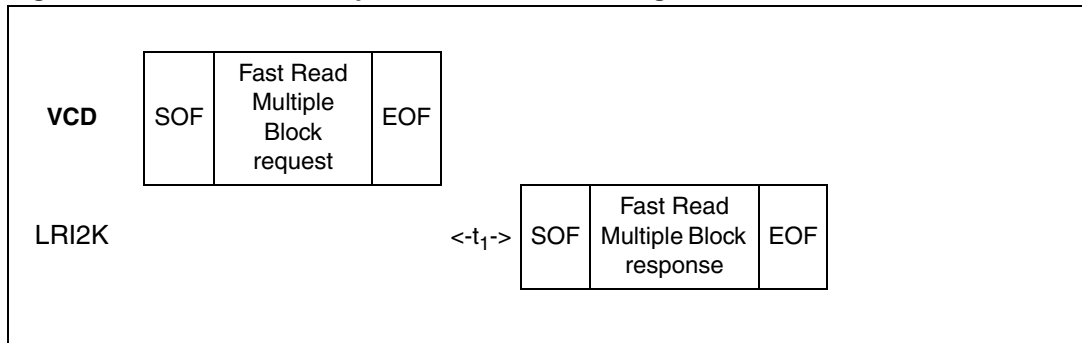 VCD
SOF
Fast Read
Multiple
Block
request
EOF
LRI2K
<-t1->
SOF
Fast Read
Multiple Block
response
EOF